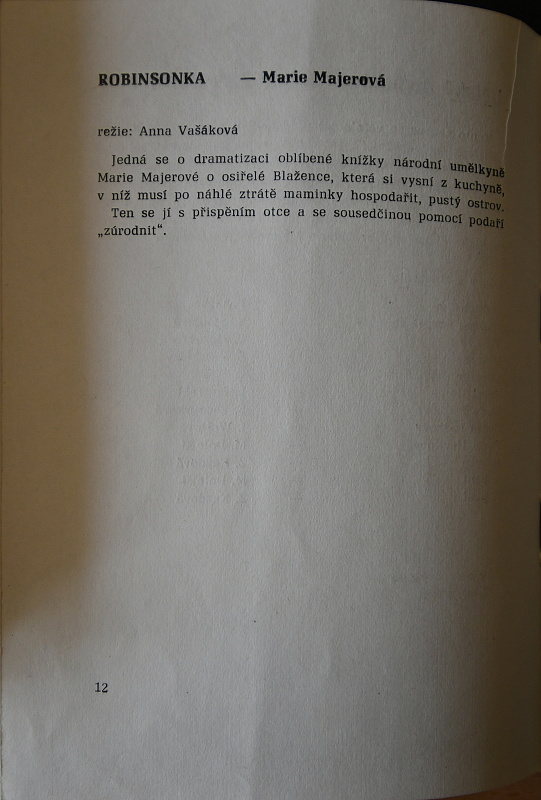 ROBINSONKA — Marie Majerová
režie: Anna Vašáková
Jedná se o dramatizaci oblíbené knížky národní umělkyně
Marie Majerové o osiřelé Blažence, která si vysní z kuchyně,
v níž musí po náhlé ztrátě maminky hospodařit, pustý ostrov.
Ten se jí s přispěním otce a se sousedčinou pomocí podaří
„zúrodnit“.
12